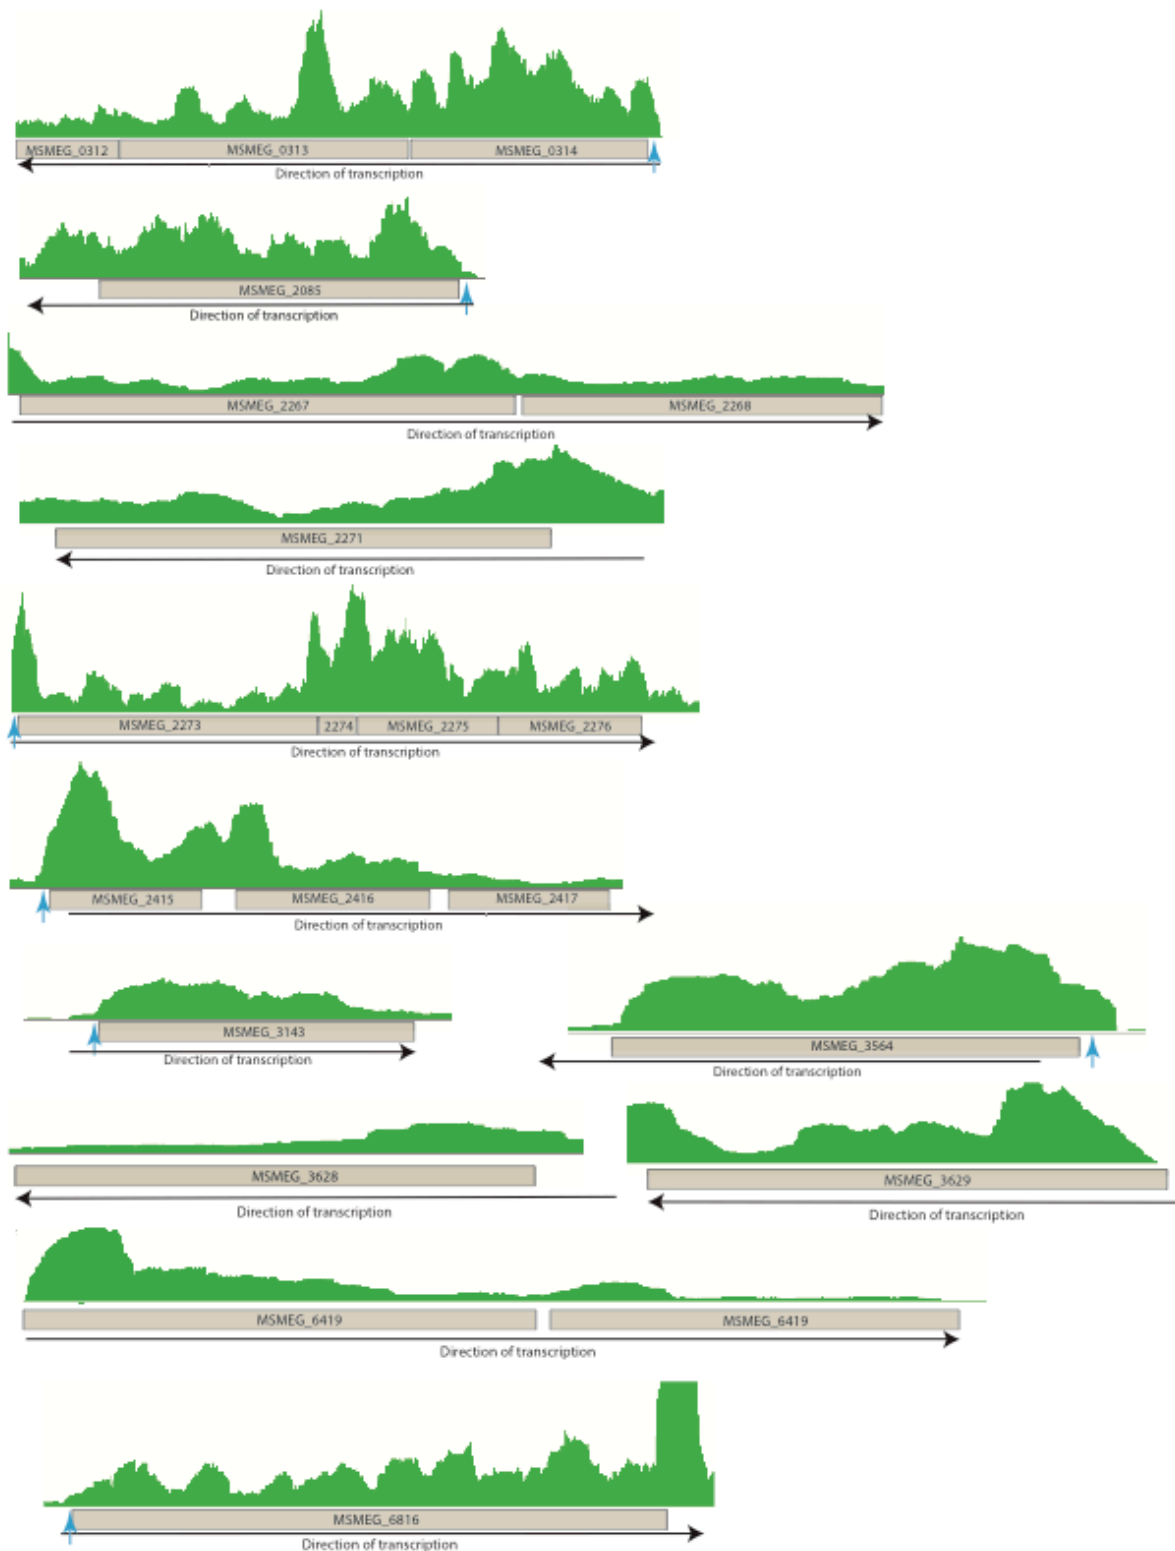 MSMEG_0312 MSMEG_0313 MSMEG_0314
Direction of transcription
MSMEG_2085
Direction of transcription
MSMEG_2267 MSMEG_2268
Direction of transcription
MSMEG_2271
Direction of transcription
MSMEG_2273 2274 MSMEG_2275 MSMEG_2276
Direction of transcription
MSMEG_2415 MSMEG_2416 MSMEG_2417
Direction of transcription
MSMEG_3143
Direction of transcription
MSMEG_3564
Direction of transcription
MSMEG_3628
Direction of transcription
MSMEG_3629
Direction of transcription
MSMEG_6419 MSMEG_6419
Direction of transcription
MSMEG_6816
Direction of transcription